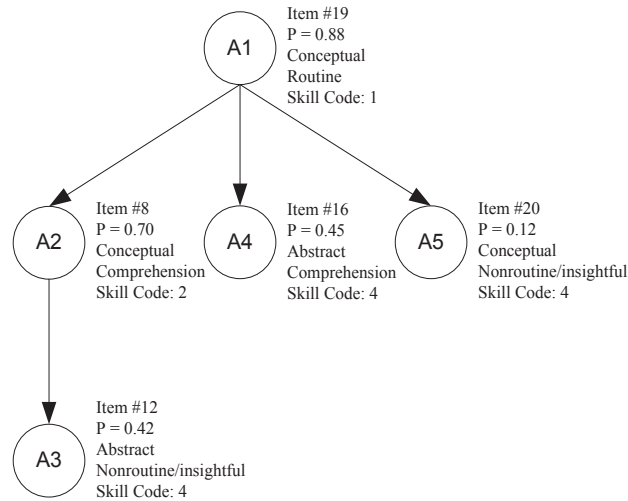 A1
Item #19
P = 0.88
Conceptual
Routine
Skill Code: 1
A2
Item #8
P = 0.70
Conceptual
Comprehension
Skill Code: 2
A4
Item #16
P = 0.45
Abstract
Comprehension
Skill Code: 4
A5
Item #20
P = 0.12
Conceptual
Nonroutine/insightful
Skill Code: 4
A3
Item #12
P = 0.42
Abstract
Nonroutine/insightful
Skill Code: 4